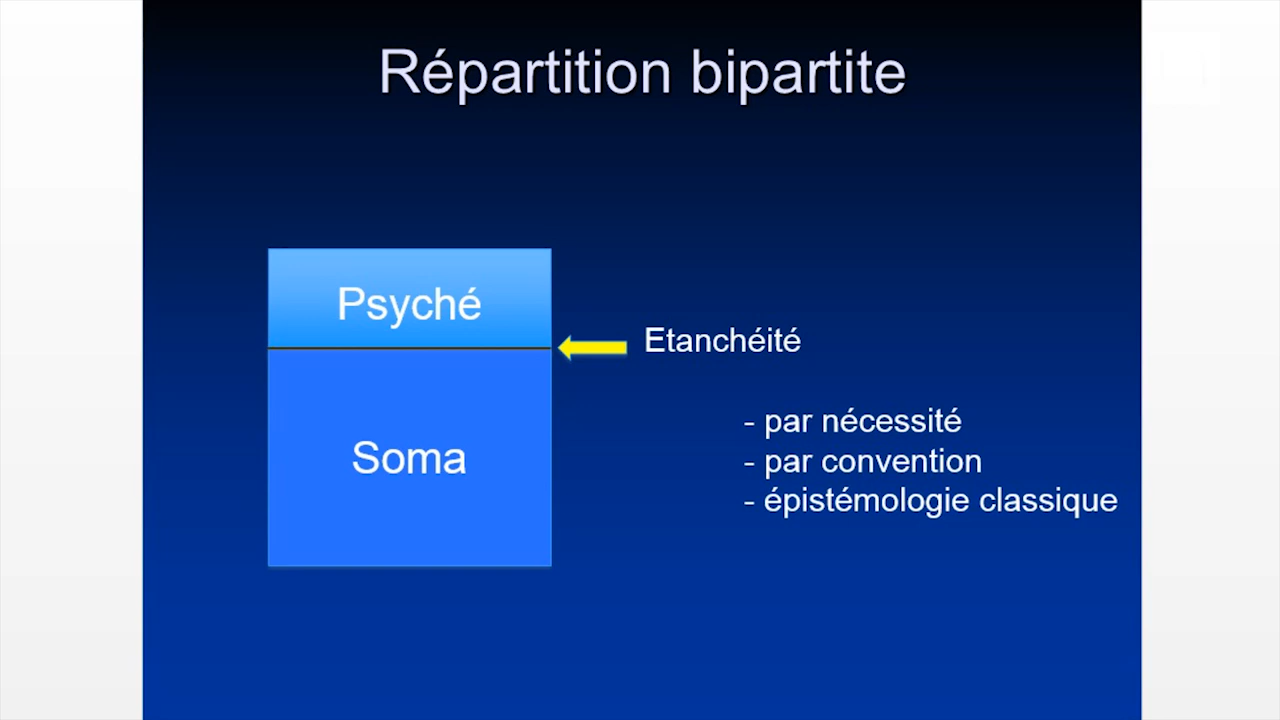 Répartition bipartite
Psyché
Etanchéité
- par nécessité
- par convention
Soma
- épistémologie classique